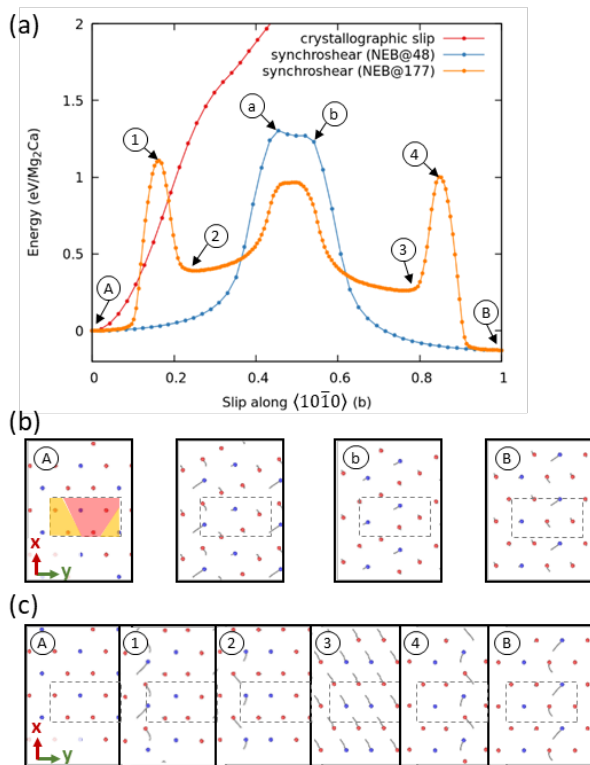 (a)
2
1.5
1
0.5
0
Energy (eV/Mg₂Ca)
crystallographic slip
synchroshear (NEB@48)
synchroshear (NEB@177)
a
b
1
4
2
3
A
B
0
0.2
0.4
0.6
0.8
1
Slip along ⟨101̄0⟩ (b)
(b)
A
b
B
x
y
(c)
A
1
2
3
4
B
x
y